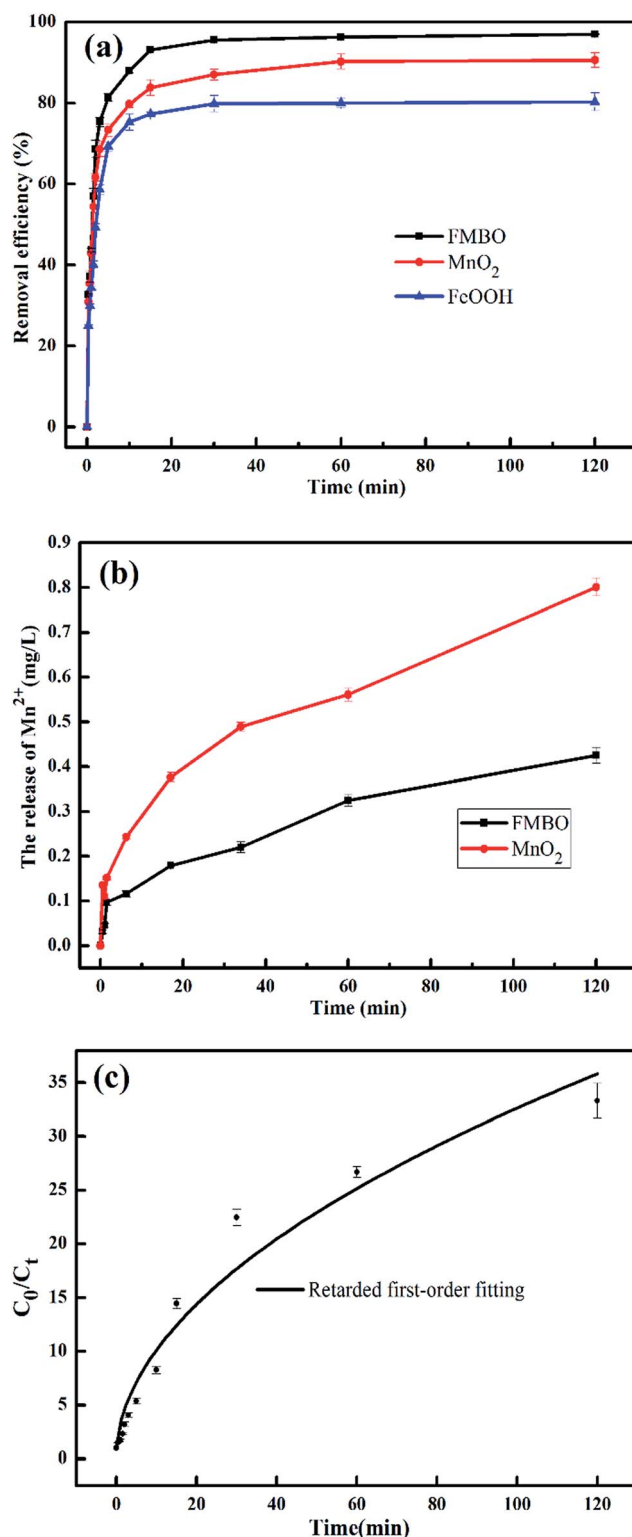 (a)
100
80
60
40
20
0
Removal efficiency (%)
FMBO
MnO₂
FeOOH
0 20 40 60 80 100 120
Time (min)
(b)
0.9
0.8
0.7
0.6
0.5
0.4
0.3
0.2
0.1
0.0
The release of Mn²⁺(mg/L)
FMBO
MnO₂
0 20 40 60 80 100 120
Time (min)
(c)
35
30
25
20
15
10
5
0
C₀/Cₜ
Retarded first-order fitting
0 20 40 60 80 100 120
Time(min)